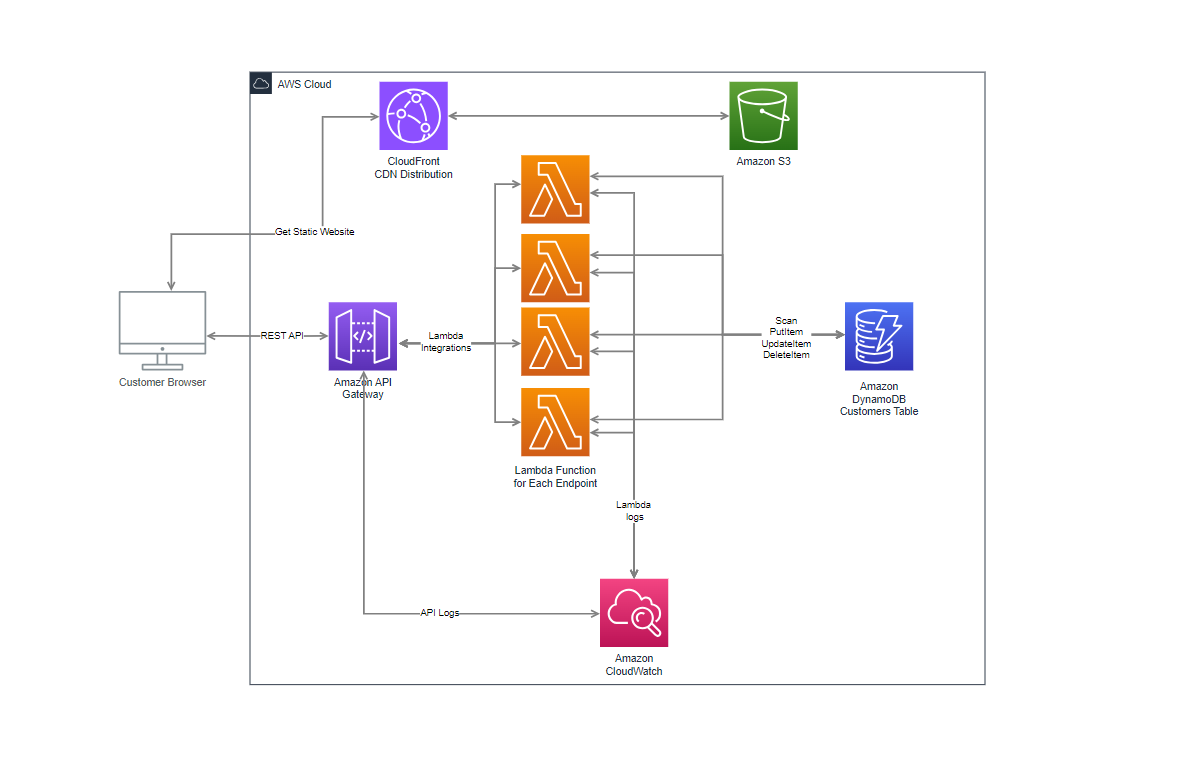 AWS Cloud
CloudFront
CDN Distribution
Amazon S3
Get Static Website
REST API
Customer Browser
Amazon API
Gateway
Lambda
Integrations
Scan
PutItem
UpdateItem
DeleteItem
Amazon
DynamoDB
Customers Table
Lambda Function
for Each Endpoint
Lambda
logs
API Logs
Amazon
CloudWatch